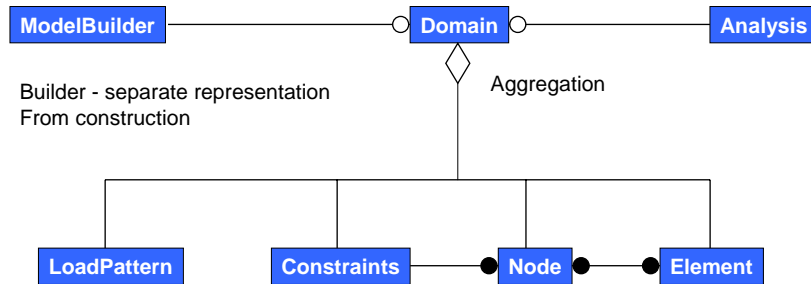 ModelBuilder
Domain
Analysis
Builder - separate representation
From construction
Aggregation
LoadPattern
Constraints
Node
Element